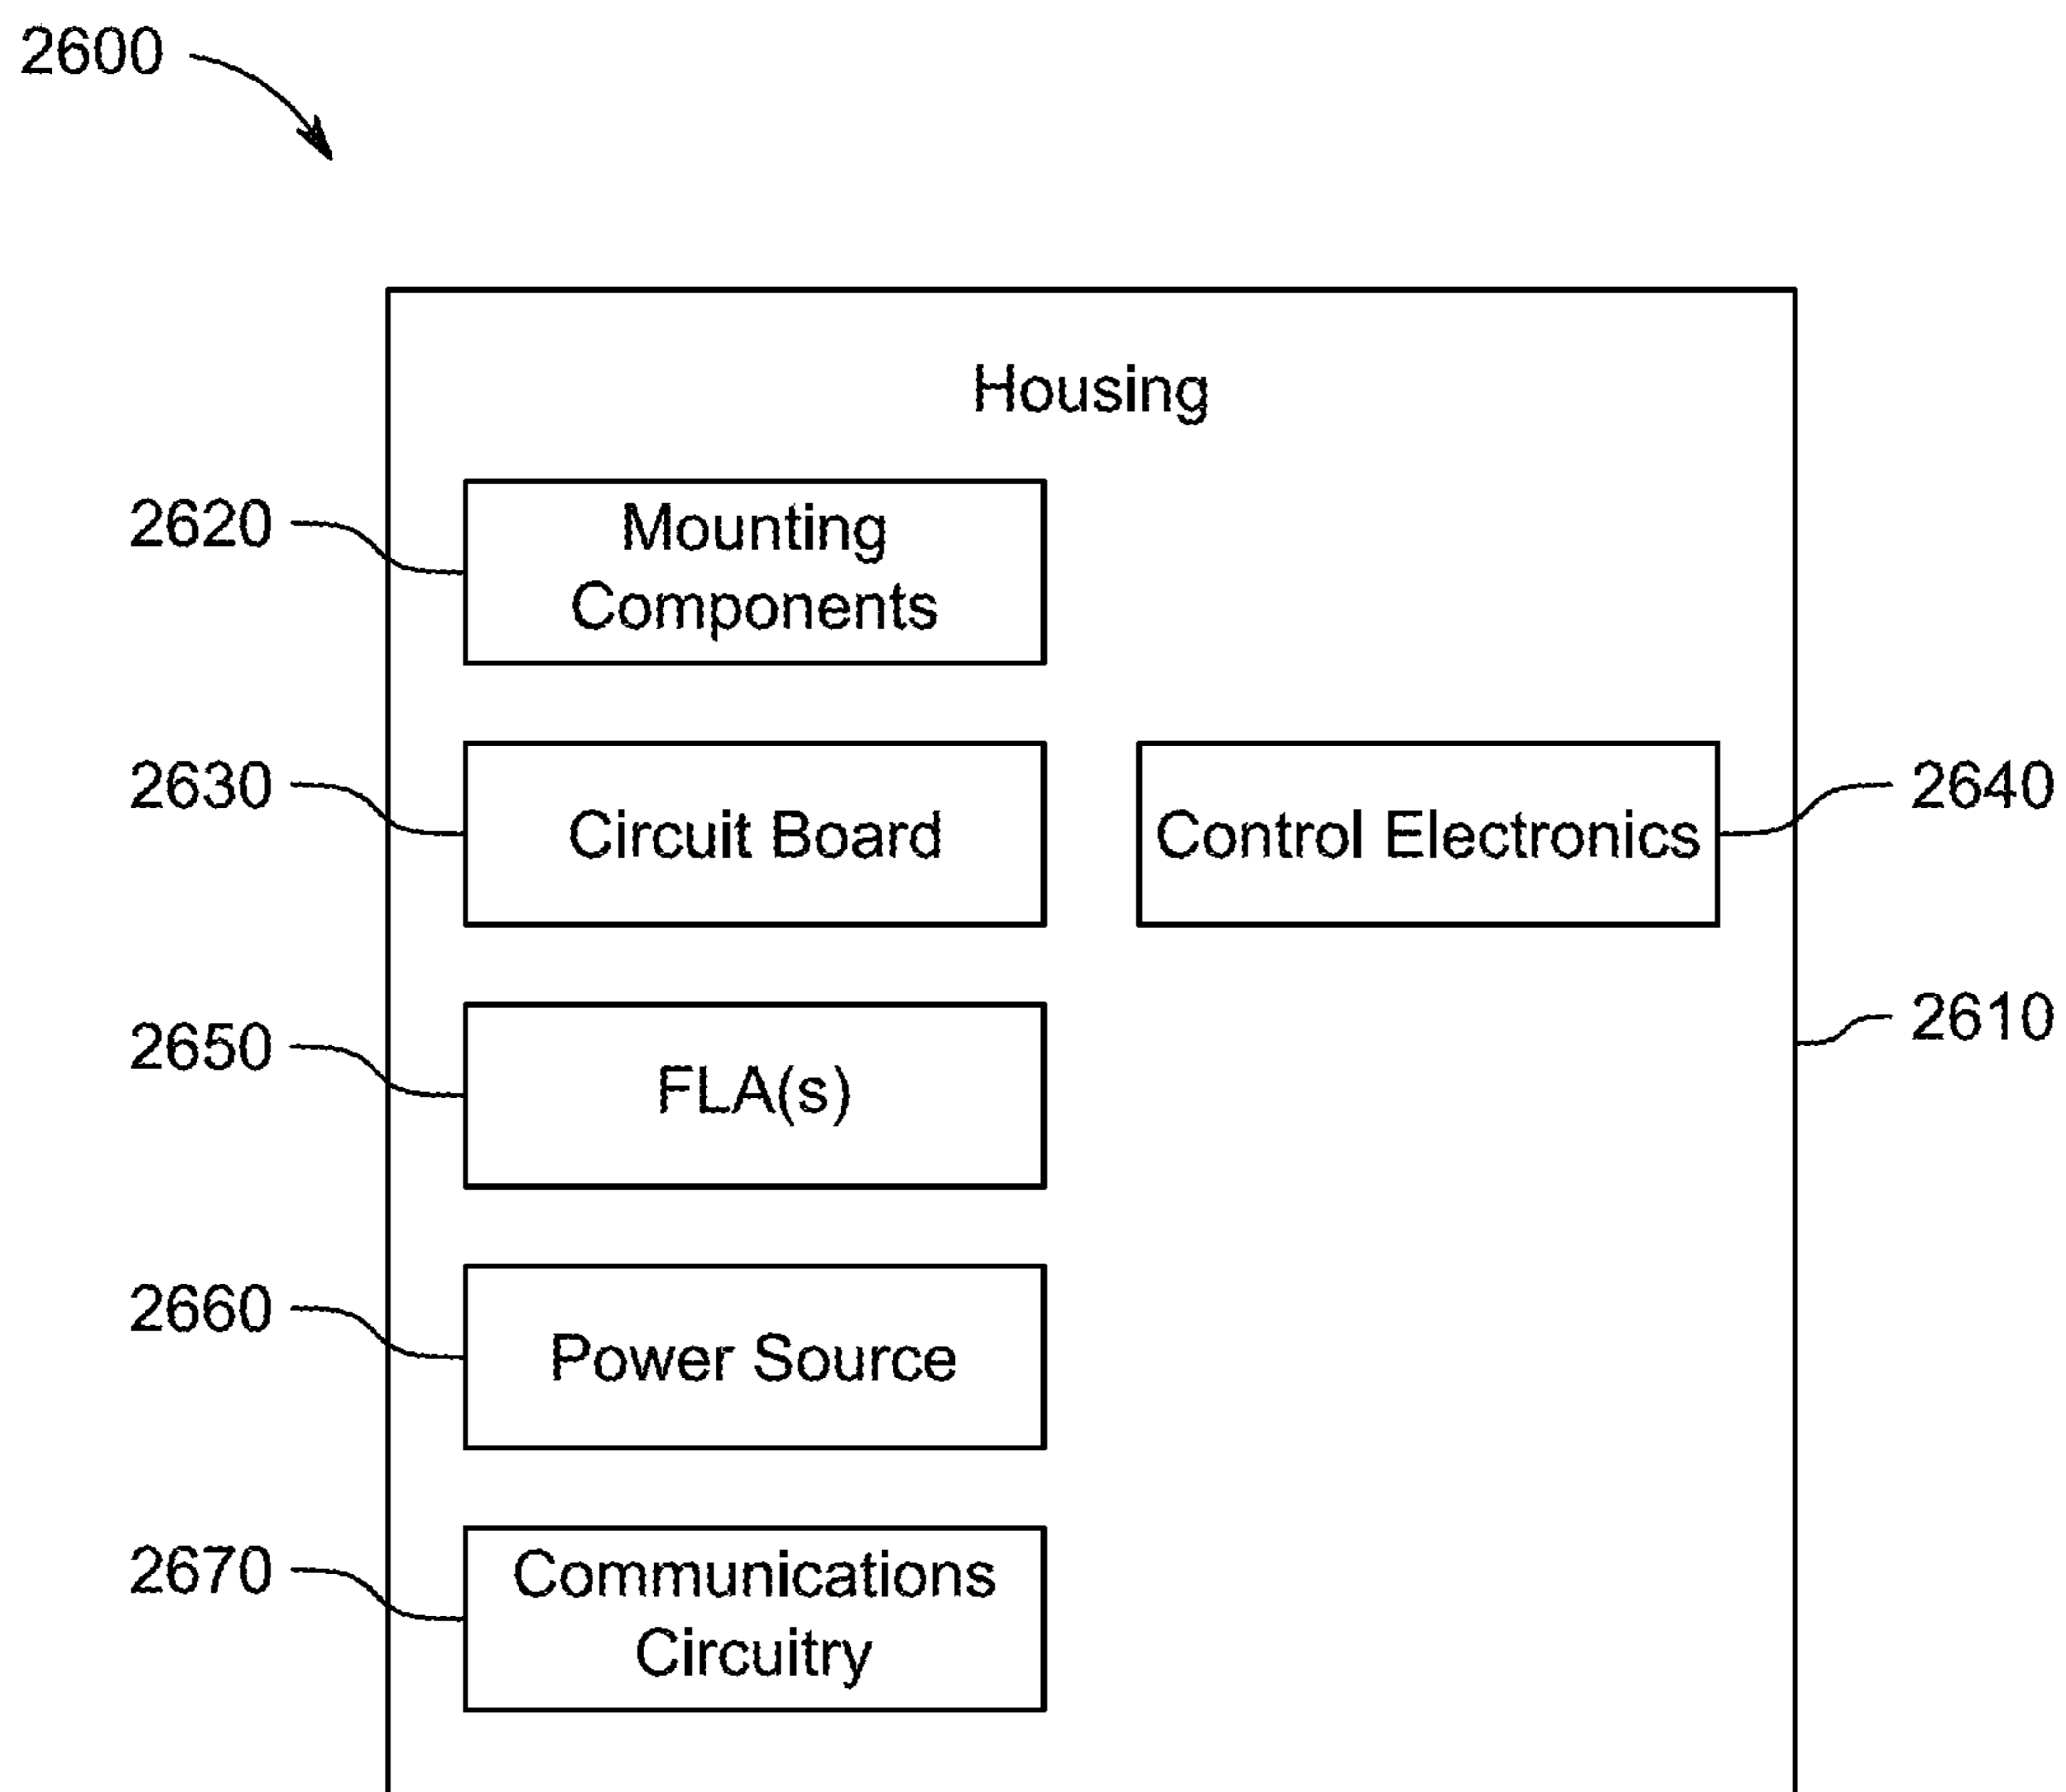 2600
Housing
2620
Mounting
Components
2630
Circuit Board
Control Electronics
2640
2650
FLA(s)
2610
2660
Power Source
2670
Communications
Circuitry